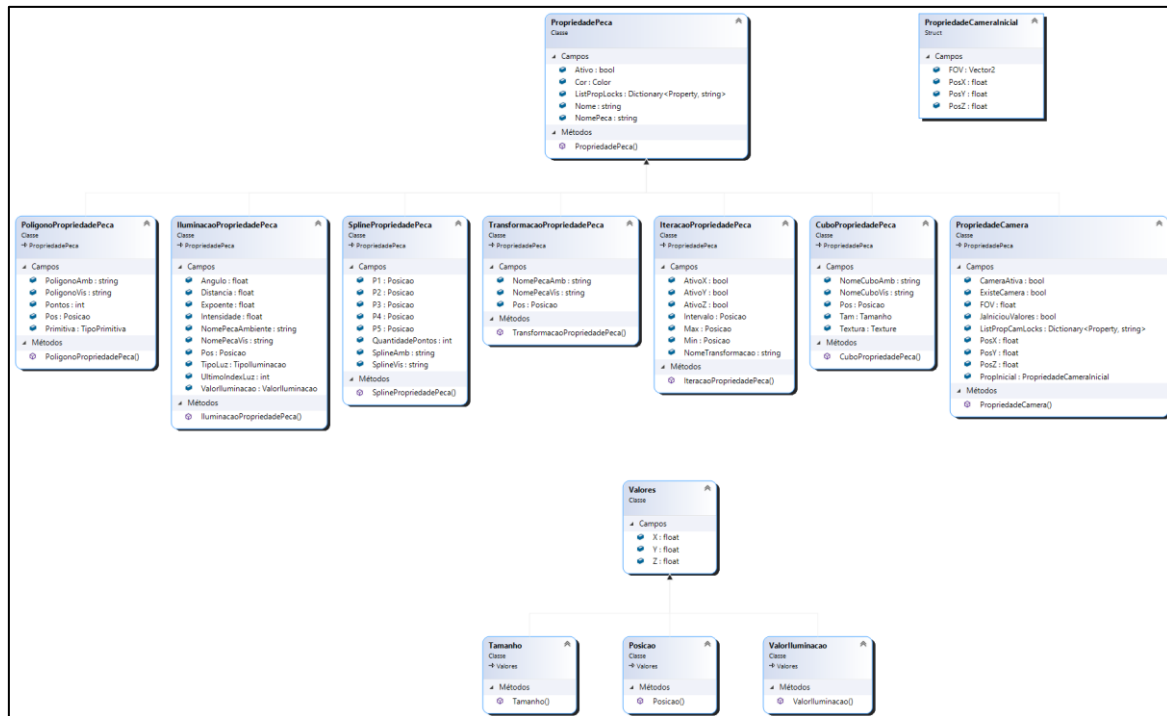 PropriedadePeca
Classe
Campos
Ativo : bool
Cor : Color
ListPropLocks : Dictionary<Property, string>
Nome : string
NomePeca : string
Métodos
PropriedadePeca()
PropriedadeCameraInicial
Struct
Campos
FOV : Vector2
PosX : float
PosY : float
PosZ : float
PoligonoPropriedadePeca
Classe
PropriedadePeca
Campos
PoligonoAmb : string
PoligonoVis : string
Pontos : int
Pos : Posicao
Primitiva : TipoPrimitiva
Métodos
PoligonoPropriedadePeca()
IluminacaoPropriedadePeca
Classe
PropriedadePeca
Campos
Angulo : float
Distancia : float
Expoente : float
Intensidade : float
NomePecaAmbiente : string
NomePecaVis : string
Pos : Posicao
TipoLuz : TipoIluminacao
UltimoIndexLuz : int
ValorIluminacao : ValorIluminacao
Métodos
IluminacaoPropriedadePeca()
SplinePropriedadePeca
Classe
PropriedadePeca
Campos
P1 : Posicao
P2 : Posicao
P3 : Posicao
P4 : Posicao
P5 : Posicao
QuantidadePontos : int
SplineAmb : string
SplineVis : string
Métodos
SplinePropriedadePeca()
TransformacaoPropriedadePeca
Classe
PropriedadePeca
Campos
NomePecaAmb : string
NomePecaVis : string
Pos : Posicao
Métodos
TransformacaoPropriedadePeca()
IteracaoPropriedadePeca
Classe
PropriedadePeca
Campos
AtivoX : bool
AtivoY : bool
AtivoZ : bool
Intervalo : Posicao
Max : Posicao
Min : Posicao
NomeTransformacao : string
Métodos
IteracaoPropriedadePeca()
CuboPropriedadePeca
Classe
PropriedadePeca
Campos
NomeCuboAmb : string
NomeCuboVis : string
Pos : Posicao
Tam : Tamanho
Textura : Texture
Métodos
CuboPropriedadePeca()
PropriedadeCamera
Classe
PropriedadePeca
Campos
CameraAtiva : bool
ExisteCamera : bool
FOV : float
JaIniciouValores : bool
ListPropCamLocks : Dictionary<Property, string>
PosX : float
PosY : float
PosZ : float
PropInicial : PropriedadeCameraInicial
Métodos
PropriedadeCamera()
Valores
Classe
Campos
X : float
Y : float
Z : float
Tamanho
Classe
Valores
Métodos
Tamanho()
Posicao
Classe
Valores
Métodos
Posicao()
ValorIluminacao
Classe
Valores
Métodos
ValorIluminacao()